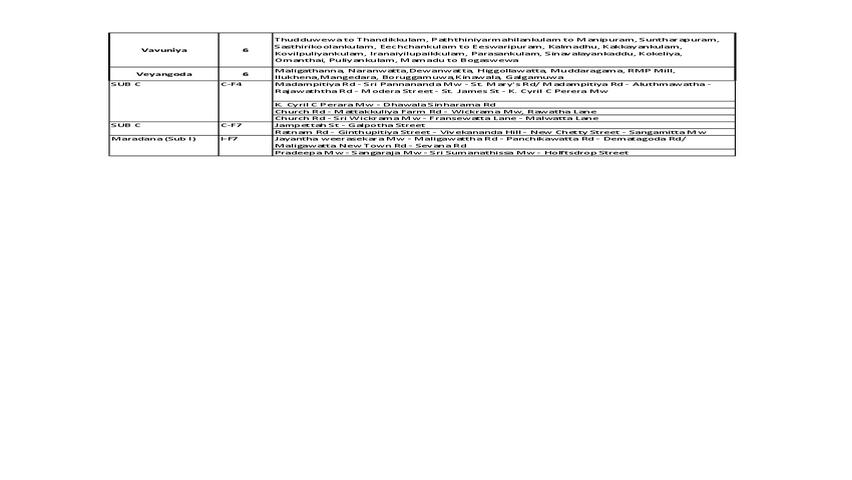 Thudduwewa to Thandikkulam, Paththiniyarmahilankulam to Manipuram, Suntharapuram,
Vavuniya 6 Sasthirikoolankulam, Eechchankulam to Eeswaripuram, Kalmadhu, Kakkayankulam,
Kovilpuliyankulam, Iranaiyilupaikkulam, Parasankulam, Sinavalayankaddu, Kokeliya,
Omanthai, Puliyankulam, Mamadu to Bogaswewa
Veyangoda 6 Maligathanna, Naranwatta,Dewanwatta, Higgollawatta, Muddaragama, RMP Mill,
Ilukhena,Mangedara, Boruggamuwa,Kinawala, Galgamuwa
SUB C C-F4 Madampitiya Rd - Sri Pannananda Mw - St. Mary's Rd/ Madampitiya Rd - Aluthmawatha -
Rajawaththa Rd - Modera Street - St. James St - K. Cyril C Perera Mw
K. Cyril C Perara Mw - Dhawala Sinharama Rd
Church Rd - Mattakkuliya Farm Rd - Wickrama Mw, Rawatha Lane
Church Rd - Sri Wickrama Mw - Fransewatta Lane - Malwatta Lane
SUB C C-F7 Jampettah St - Galpotha Street
Ratnam Rd - Ginthupitiya Street - Vivekananda Hill - New Chetty Street - Sangamitta Mw
Maradana (Sub I) I-F7 Jayantha weerasekara Mw - Maligawattha Rd - Panchikawatta Rd - Dematagoda Rd/
Maligawatta New Town Rd - Sevana Rd
Pradeepa Mw - Sangaraja Mw - Sri Sumanathissa Mw - Holftsdrop Street